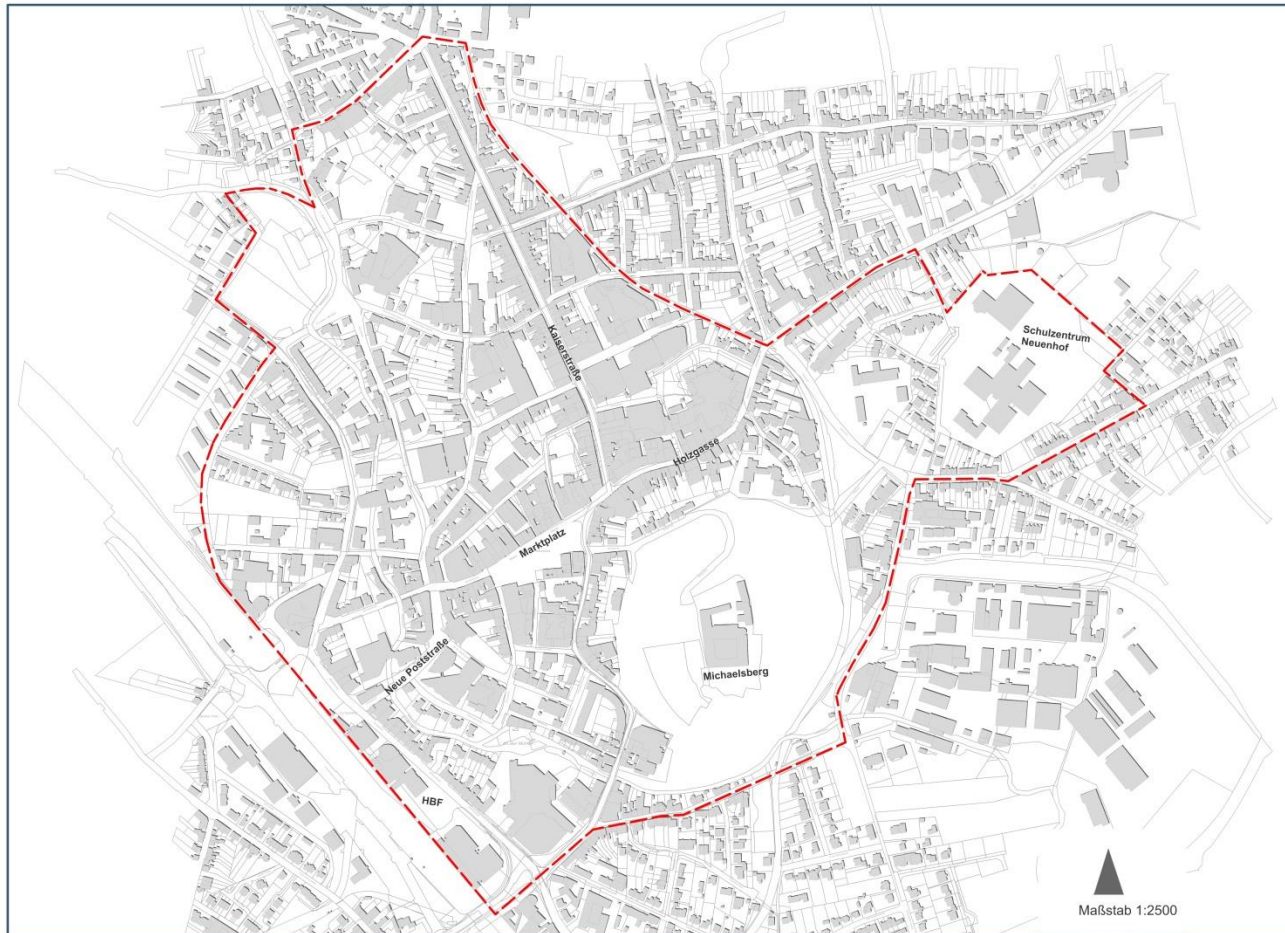 Schulzentrum
Neuenhof
Kaiserstraße
Holzgasse
Marktplatz
Neue Poststraße
Michaelsberg
HBF
Maßstab 1:2500